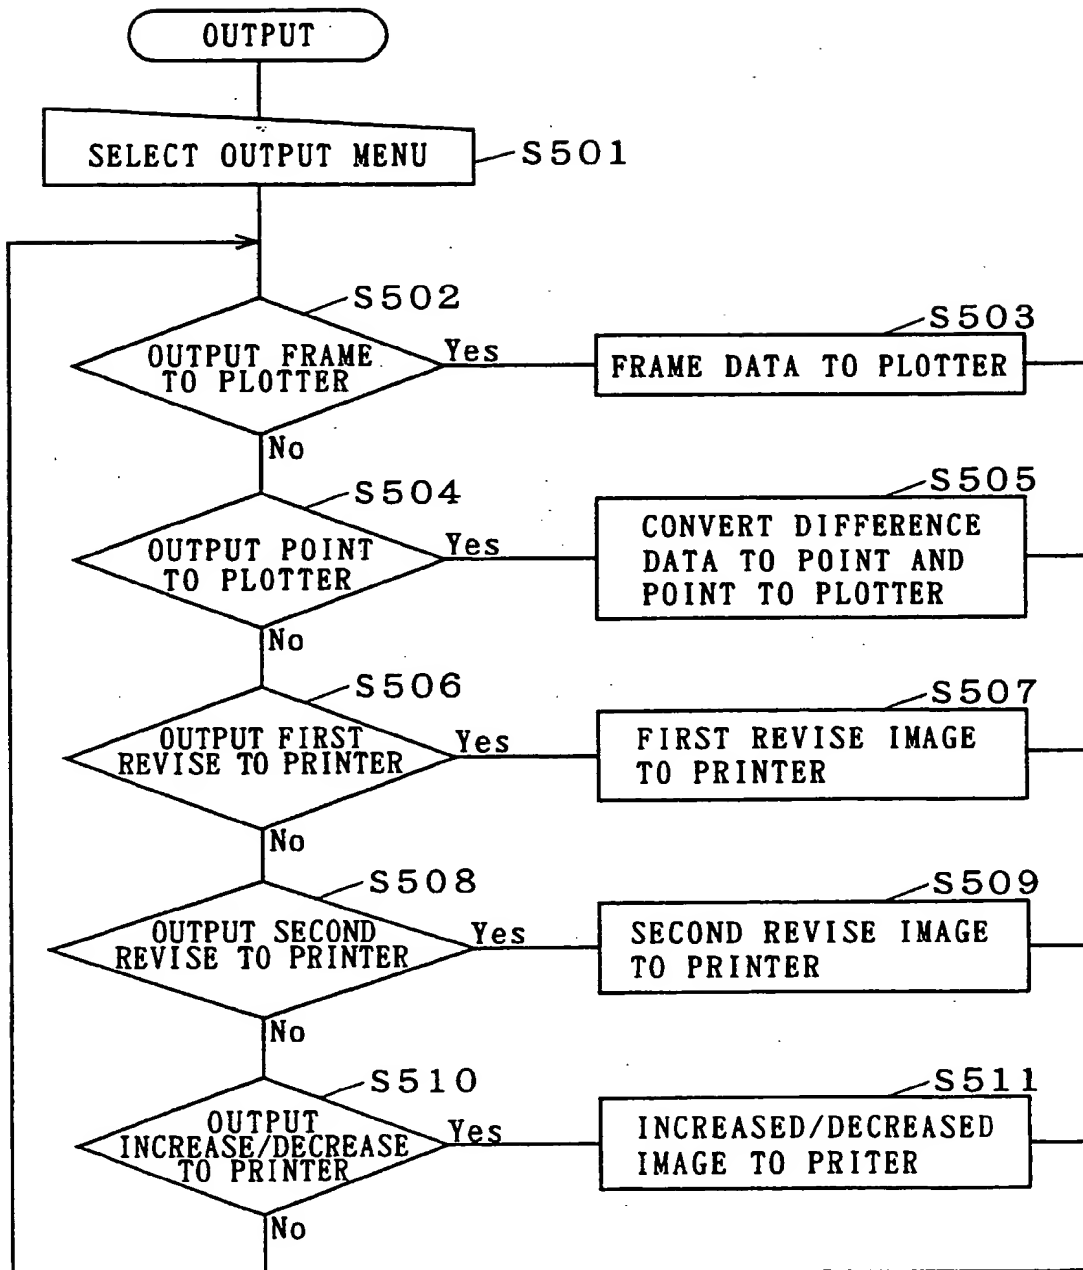 OUTPUT
SELECT OUTPUT MENU
S501
S502
OUTPUT FRAME
TO PLOTTER
Yes
No
S503
FRAME DATA TO PLOTTER
S504
OUTPUT POINT
TO PLOTTER
Yes
No
S505
CONVERT DIFFERENCE
DATA TO POINT AND
POINT TO PLOTTER
S506
OUTPUT FIRST
REVISE TO PRINTER
Yes
No
S507
FIRST REVISE IMAGE
TO PRINTER
S508
OUTPUT SECOND
REVISE TO PRINTER
Yes
No
S509
SECOND REVISE IMAGE
TO PRINTER
S510
OUTPUT
INCREASE/DECREASE
TO PRINTER
Yes
No
S511
INCREASED/DECREASED
IMAGE TO PRITER